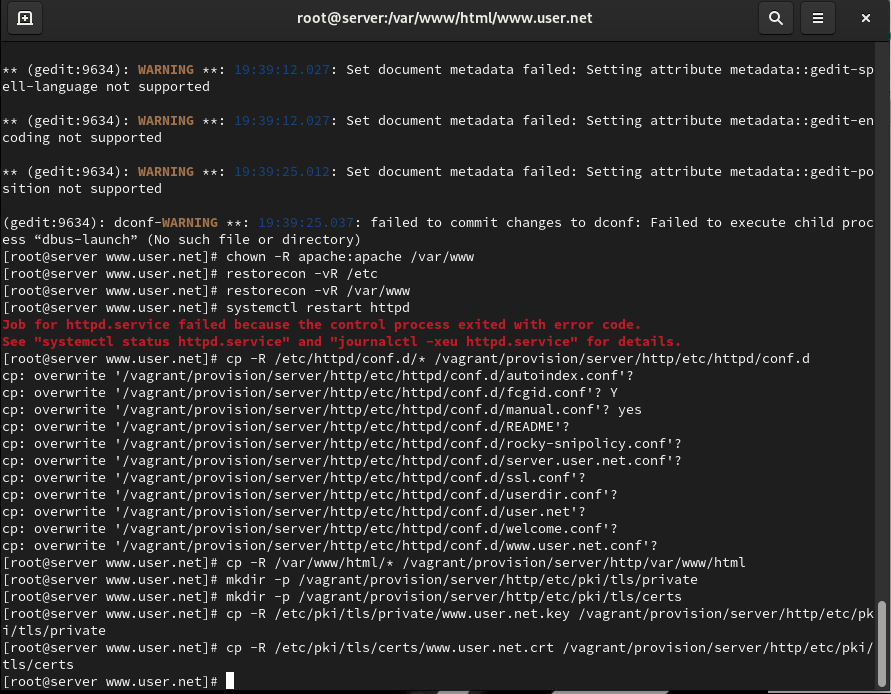 root@server:/var/www/html/www.user.net
** (gedit:9634): WARNING **: 19:39:12.027: Set document metadata failed: Setting attribute metadata::gedit-sp
ell-language not supported
** (gedit:9634): WARNING **: 19:39:12.027: Set document metadata failed: Setting attribute metadata::gedit-en
coding not supported
** (gedit:9634): WARNING **: 19:39:25.012: Set document metadata failed: Setting attribute metadata::gedit-po
sition not supported
(gedit:9634): dconf-WARNING **: 19:39:25.037: failed to commit changes to dconf: Failed to execute child proc
ess “dbus-launch” (No such file or directory)
[root@server www.user.net]# chown -R apache:apache /var/www
[root@server www.user.net]# restorecon -vR /etc
[root@server www.user.net]# restorecon -vR /var/www
[root@server www.user.net]# systemctl restart httpd
Job for httpd.service failed because the control process exited with error code.
See "systemctl status httpd.service" and "journalctl -xeu httpd.service" for details.
[root@server www.user.net]# cp -R /etc/httpd/conf.d/* /vagrant/provision/server/http/etc/httpd/conf.d
cp: overwrite '/vagrant/provision/server/http/etc/httpd/conf.d/autoindex.conf'?
cp: overwrite '/vagrant/provision/server/http/etc/httpd/conf.d/fcgid.conf'? Y
cp: overwrite '/vagrant/provision/server/http/etc/httpd/conf.d/manual.conf'? yes
cp: overwrite '/vagrant/provision/server/http/etc/httpd/conf.d/README'?
cp: overwrite '/vagrant/provision/server/http/etc/httpd/conf.d/rocky-snipolicy.conf'?
cp: overwrite '/vagrant/provision/server/http/etc/httpd/conf.d/server.user.net.conf'?
cp: overwrite '/vagrant/provision/server/http/etc/httpd/conf.d/ssl.conf'?
cp: overwrite '/vagrant/provision/server/http/etc/httpd/conf.d/userdir.conf'?
cp: overwrite '/vagrant/provision/server/http/etc/httpd/conf.d/user.net'?
cp: overwrite '/vagrant/provision/server/http/etc/httpd/conf.d/welcome.conf'?
cp: overwrite '/vagrant/provision/server/http/etc/httpd/conf.d/www.user.net.conf'?
[root@server www.user.net]# cp -R /var/www/html/* /vagrant/provision/server/http/var/www/html
[root@server www.user.net]# mkdir -p /vagrant/provision/server/http/etc/pki/tls/private
[root@server www.user.net]# mkdir -p /vagrant/provision/server/http/etc/pki/tls/certs
[root@server www.user.net]# cp -R /etc/pki/tls/private/www.user.net.key /vagrant/provision/server/http/etc/pk
i/tls/private
[root@server www.user.net]# cp -R /etc/pki/tls/certs/www.user.net.crt /vagrant/provision/server/http/etc/pki/
tls/certs
[root@server www.user.net]#